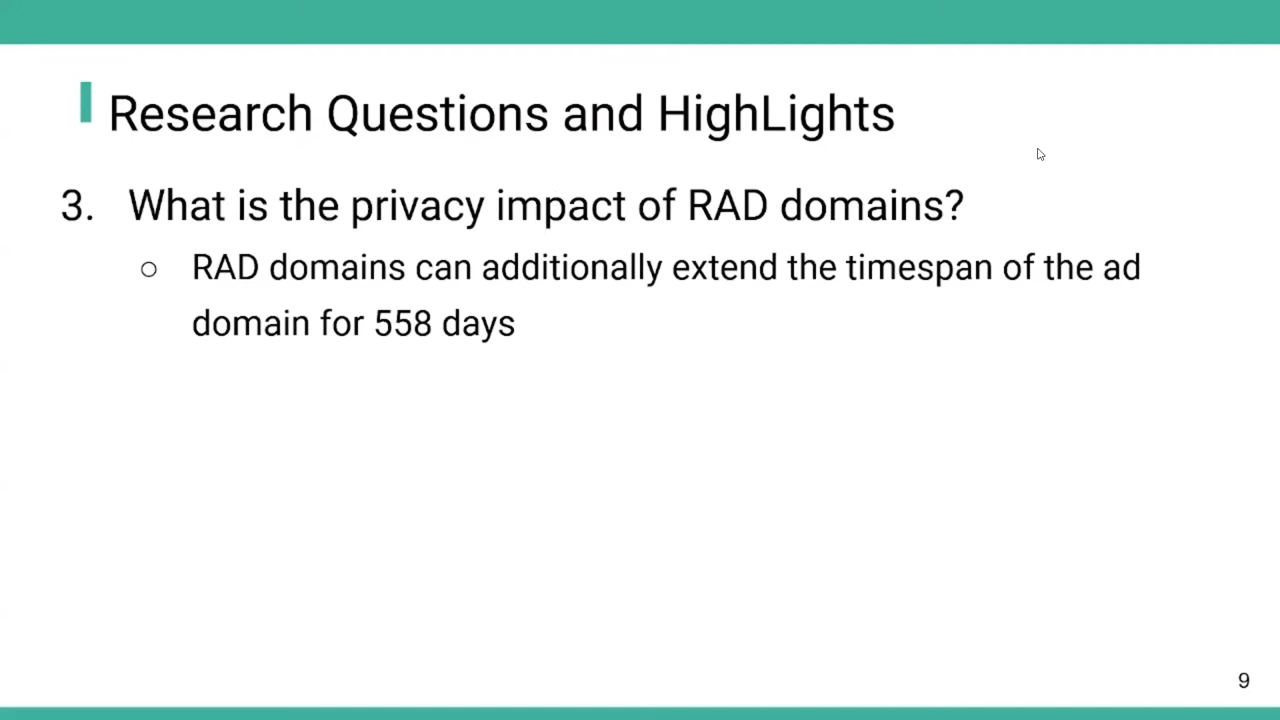 Research Questions and HighLights
3. What is the privacy impact of RAD domains?
○ RAD domains can additionally extend the timespan of the ad
domain for 558 days
9